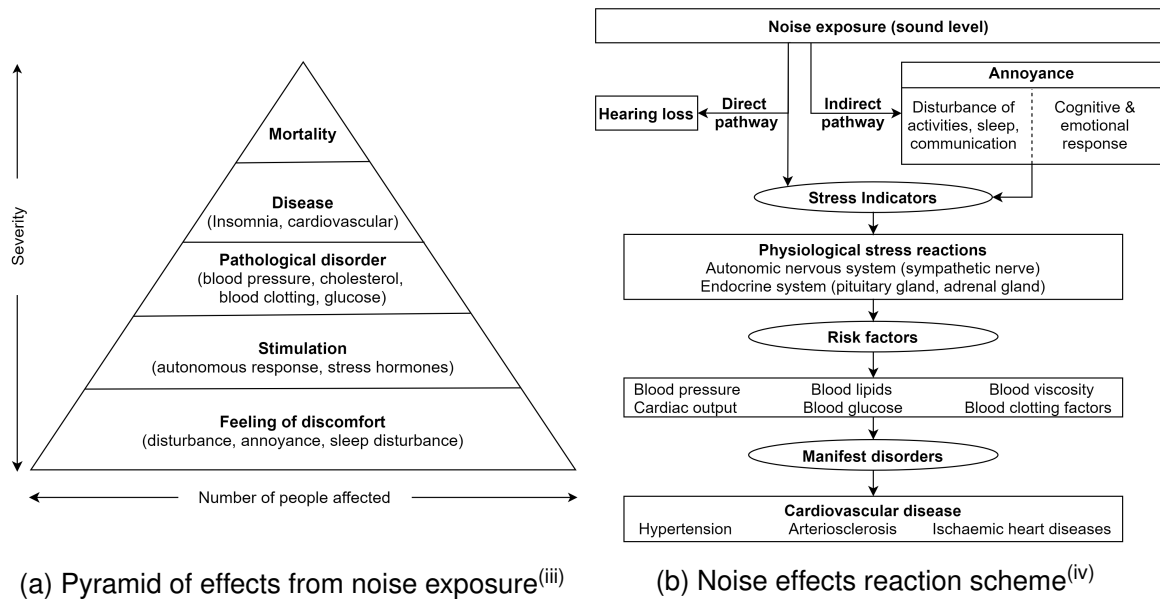 Severity
Mortality
Disease
(Insomnia, cardiovascular)
Pathological disorder
(blood pressure, cholesterol,
blood clotting, glucose)
Stimulation
(autonomous response, stress hormones)
Feeling of discomfort
(disturbance, annoyance, sleep disturbance)
Number of people affected
(a) Pyramid of effects from noise exposure(iii)
Noise exposure (sound level)
Hearing loss
Direct
pathway
Indirect
pathway
Annoyance
Disturbance of
activities, sleep,
communication
Cognitive &
emotional
response
Stress Indicators
Physiological stress reactions
Autonomic nervous system (sympathetic nerve)
Endocrine system (pituitary gland, adrenal gland)
Risk factors
Blood pressure Blood lipids Blood viscosity
Cardiac output Blood glucose Blood clotting factors
Manifest disorders
Cardiovascular disease
Hypertension Arteriosclerosis Ischaemic heart diseases
(b) Noise effects reaction scheme(iv)